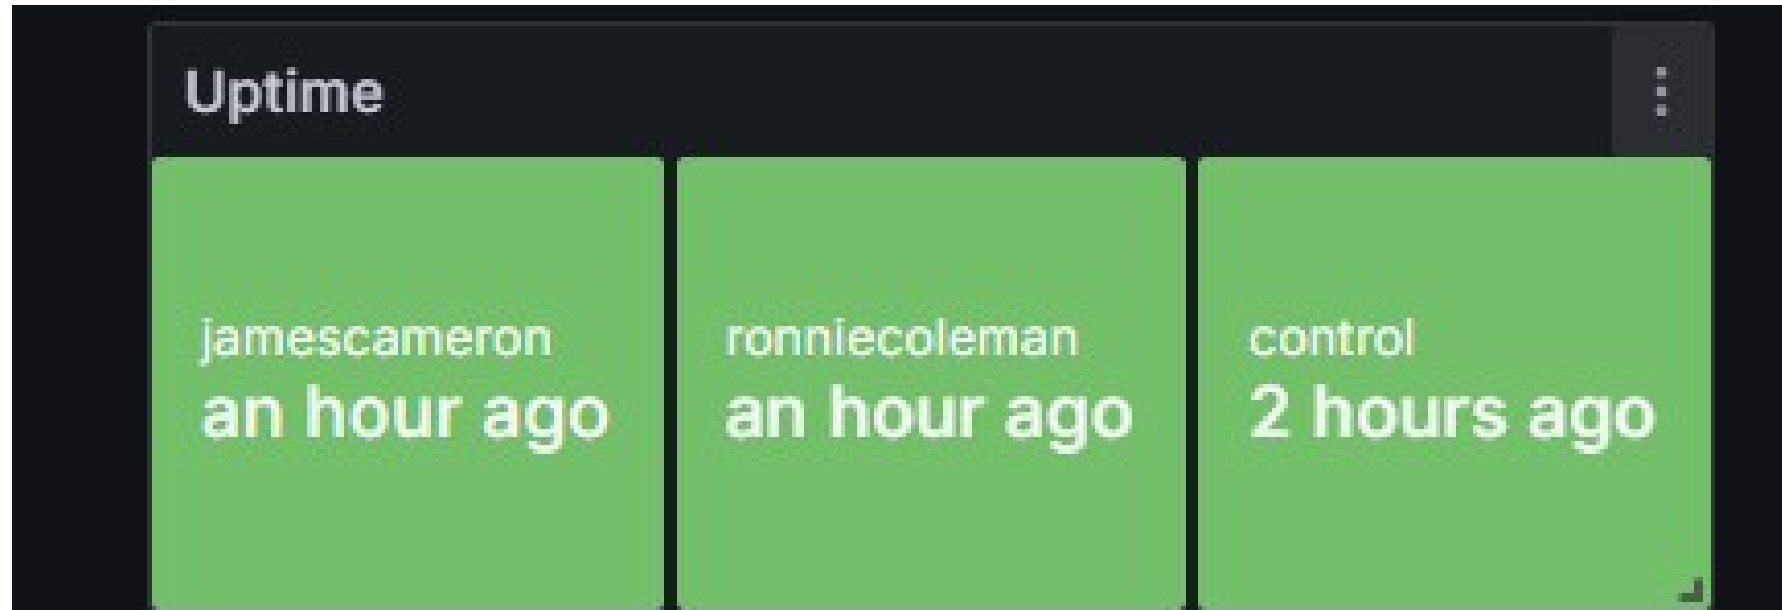 Uptime
jamescameron
an hour ago
ronniecoleman
an hour ago
control
2 hours ago